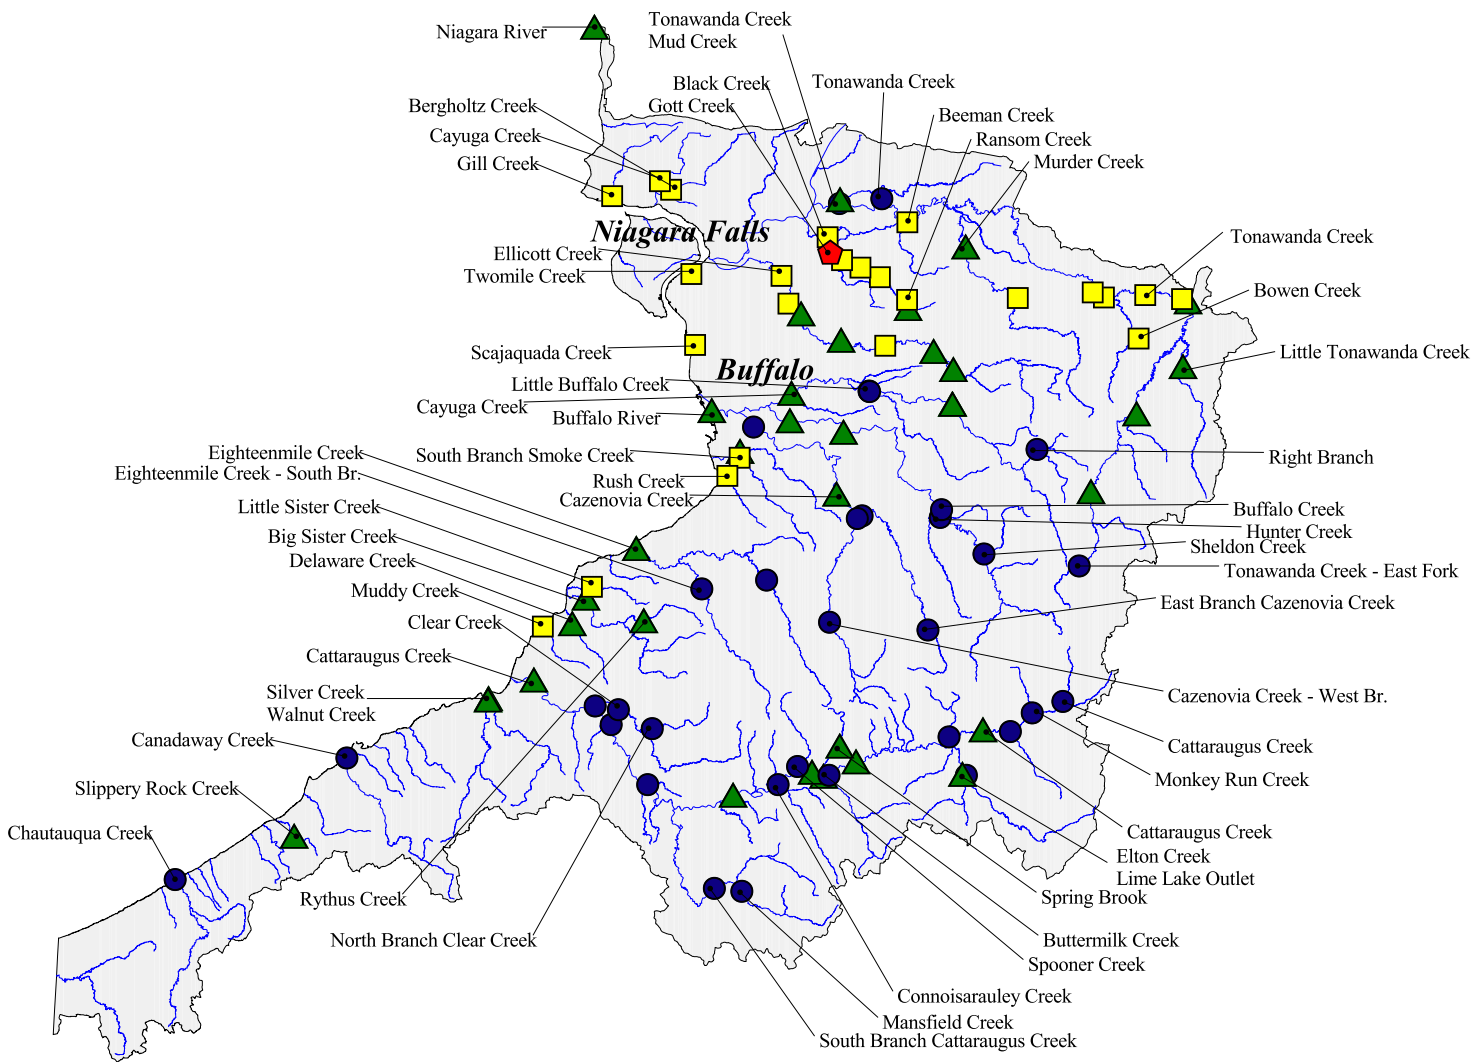 Niagara River
Tonawanda Creek
Mud Creek
Black Creek
Gott Creek
Tonawanda Creek
Bergholtz Creek
Cayuga Creek
Gill Creek
Beeman Creek
Ransom Creek
Murder Creek
Niagara Falls
Ellicott Creek
Twomile Creek
Tonawanda Creek
Bowen Creek
Scajaquada Creek
Buffalo
Little Tonawanda Creek
Little Buffalo Creek
Cayuga Creek
Buffalo River
Eighteenmile Creek
Eighteenmile Creek - South Br.
South Branch Smoke Creek
Right Branch
Rush Creek
Cazenovia Creek
Little Sister Creek
Big Sister Creek
Delaware Creek
Muddy Creek
Clear Creek
Buffalo Creek
Hunter Creek
Sheldon Creek
Tonawanda Creek - East Fork
East Branch Cazenovia Creek
Cattaraugus Creek
Silver Creek
Walnut Creek
Cazenovia Creek - West Br.
Canadaway Creek
Cattaraugus Creek
Monkey Run Creek
Slippery Rock Creek
Chautauqua Creek
Cattaraugus Creek
Elton Creek
Lime Lake Outlet
Rythus Creek
Spring Brook
North Branch Clear Creek
Buttermilk Creek
Spooner Creek
Connoisarauley Creek
Mansfield Creek
South Branch Cattaraugus Creek